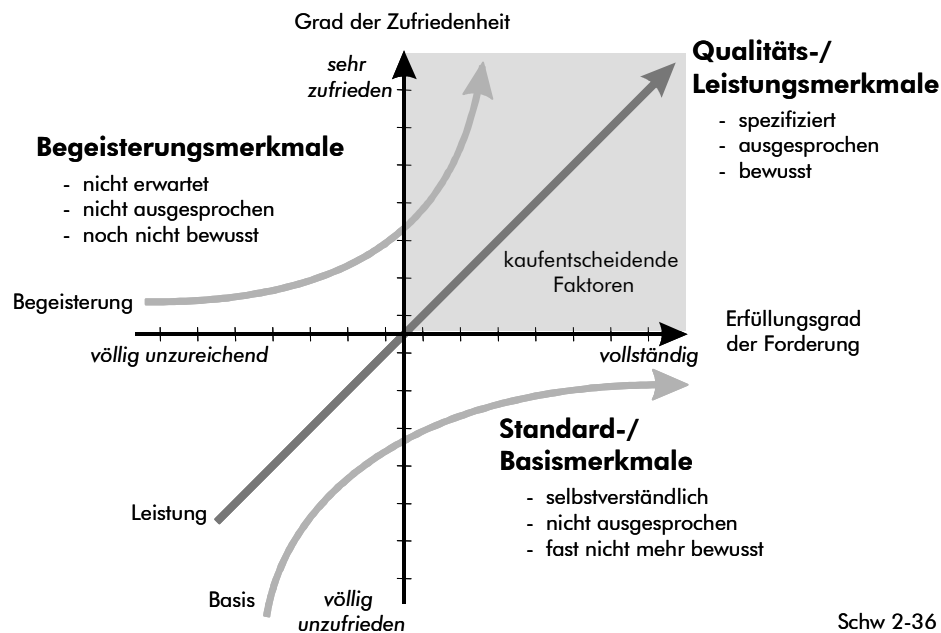 Grad der Zufriedenheit
sehr
zufrieden
Qualitäts-/
Leistungsmerkmale
- spezifiziert
- ausgesprochen
- bewusst
Begeisterungsmerkmale
- nicht erwartet
- nicht ausgesprochen
- noch nicht bewusst
kaufentscheidende
Faktoren
Begeisterung
Erfüllungsgrad
der Forderung
völlig unzureichend
vollständig
Standard-/
Basismerkmale
- selbstverständlich
- nicht ausgesprochen
- fast nicht mehr bewusst
Leistung
Basis
völlig
unzufrieden
Schw 2-36